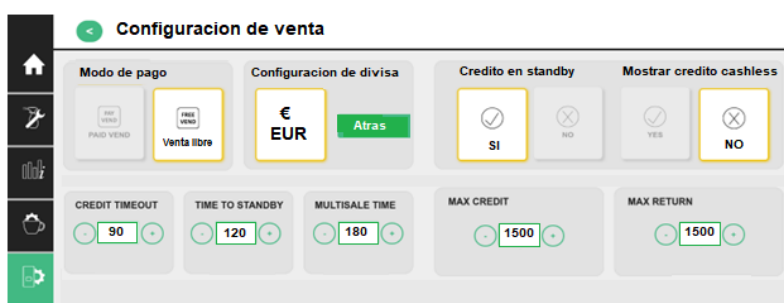 < Configuracion de venta
Modo de pago
Configuracion de divisa
Credito en standby
Mostrar credito cashless
PAY VEND
PAID VEND
FREE VEND
Venta libre
€
EUR
Atras
SI
NO
YES
NO
CREDIT TIMEOUT
TIME TO STANDBY
MULTISALE TIME
MAX CREDIT
MAX RETURN
- 90 +
- 120 +
- 180 +
- 1500 +
- 1500 +